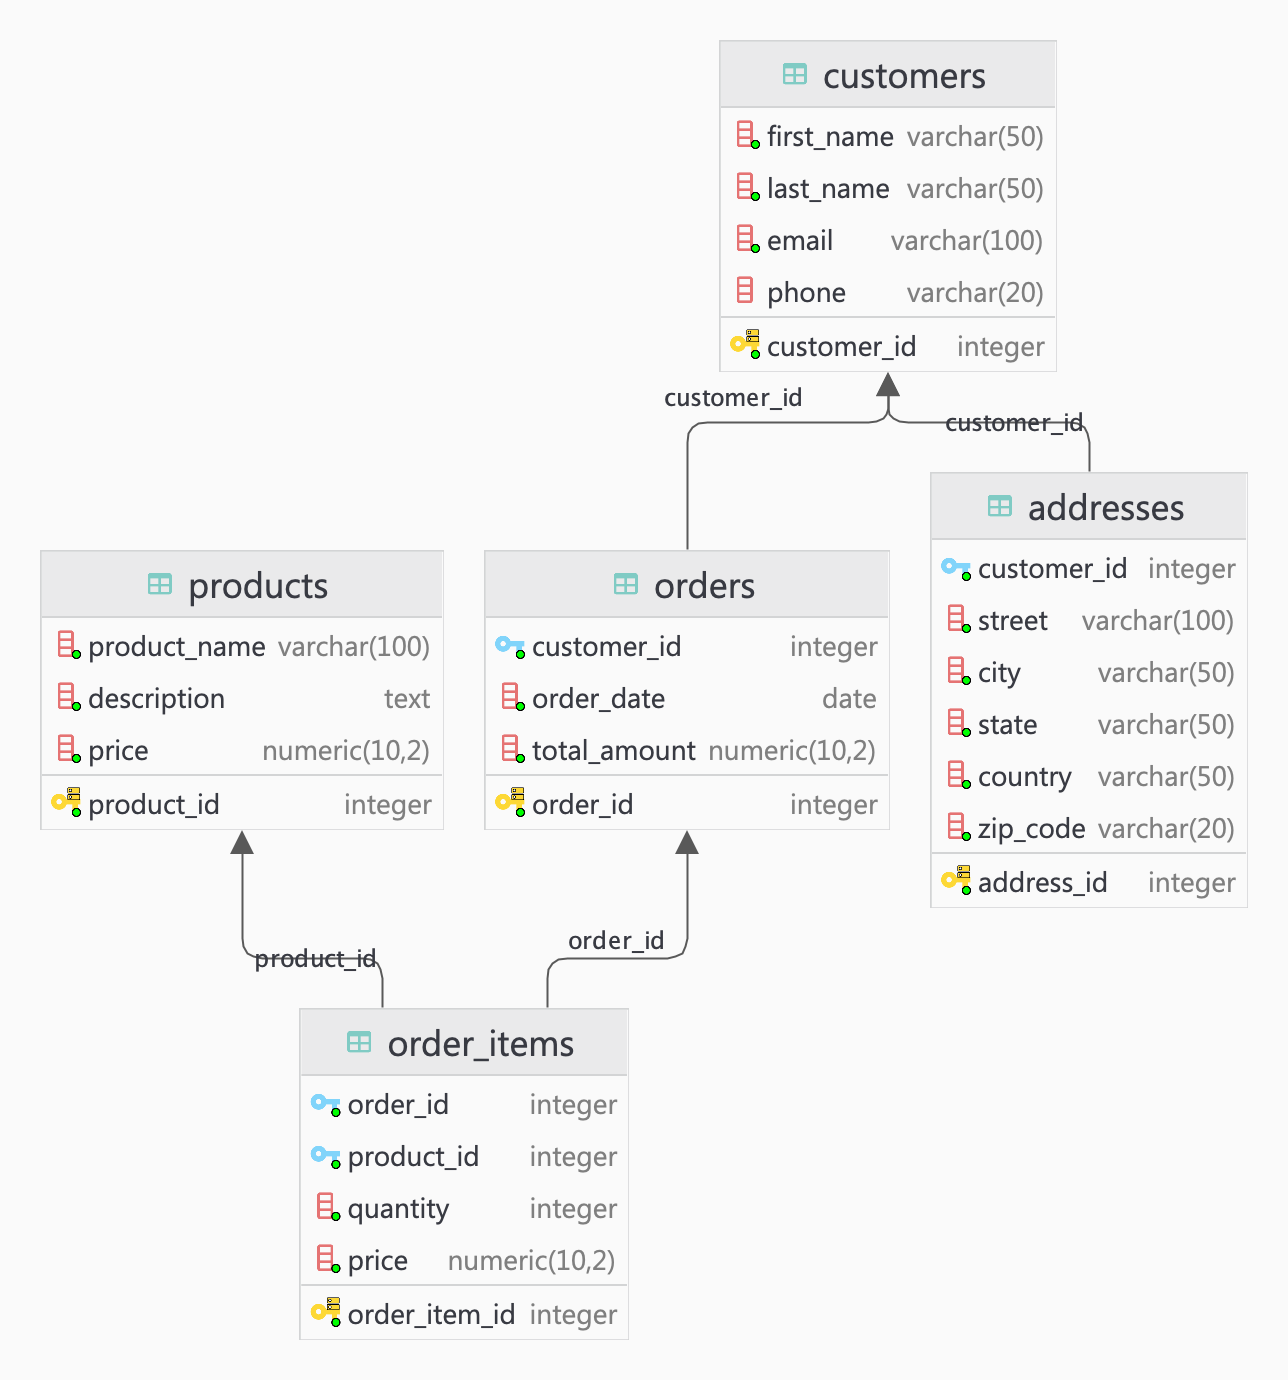 customers
first_name varchar(50)
last_name varchar(50)
email varchar(100)
phone varchar(20)
customer_id integer
customer_id
customer_id
addresses
customer_id integer
street varchar(100)
city varchar(50)
state varchar(50)
country varchar(50)
zip_code varchar(20)
address_id integer
products
product_name varchar(100)
description text
price numeric(10,2)
product_id integer
orders
customer_id integer
order_date date
total_amount numeric(10,2)
order_id integer
product_id
order_id
order_items
order_id integer
product_id integer
quantity integer
price numeric(10,2)
order_item_id integer